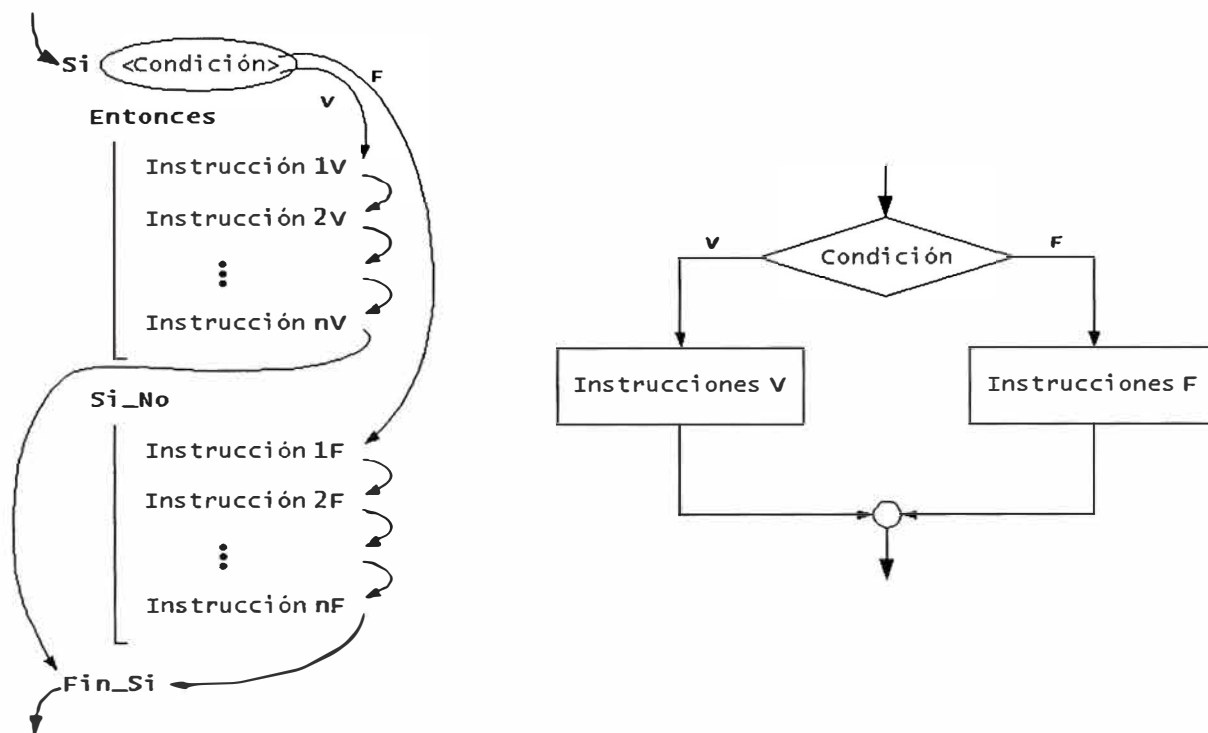 Si <Condición>
F
V
Entonces
Instrucción 1V
Instrucción 2V
Instrucción nV
Si_No
Instrucción 1F
Instrucción 2F
Instrucción nF
Fin_Si
V
F
Condición
Instrucciones V
Instrucciones F